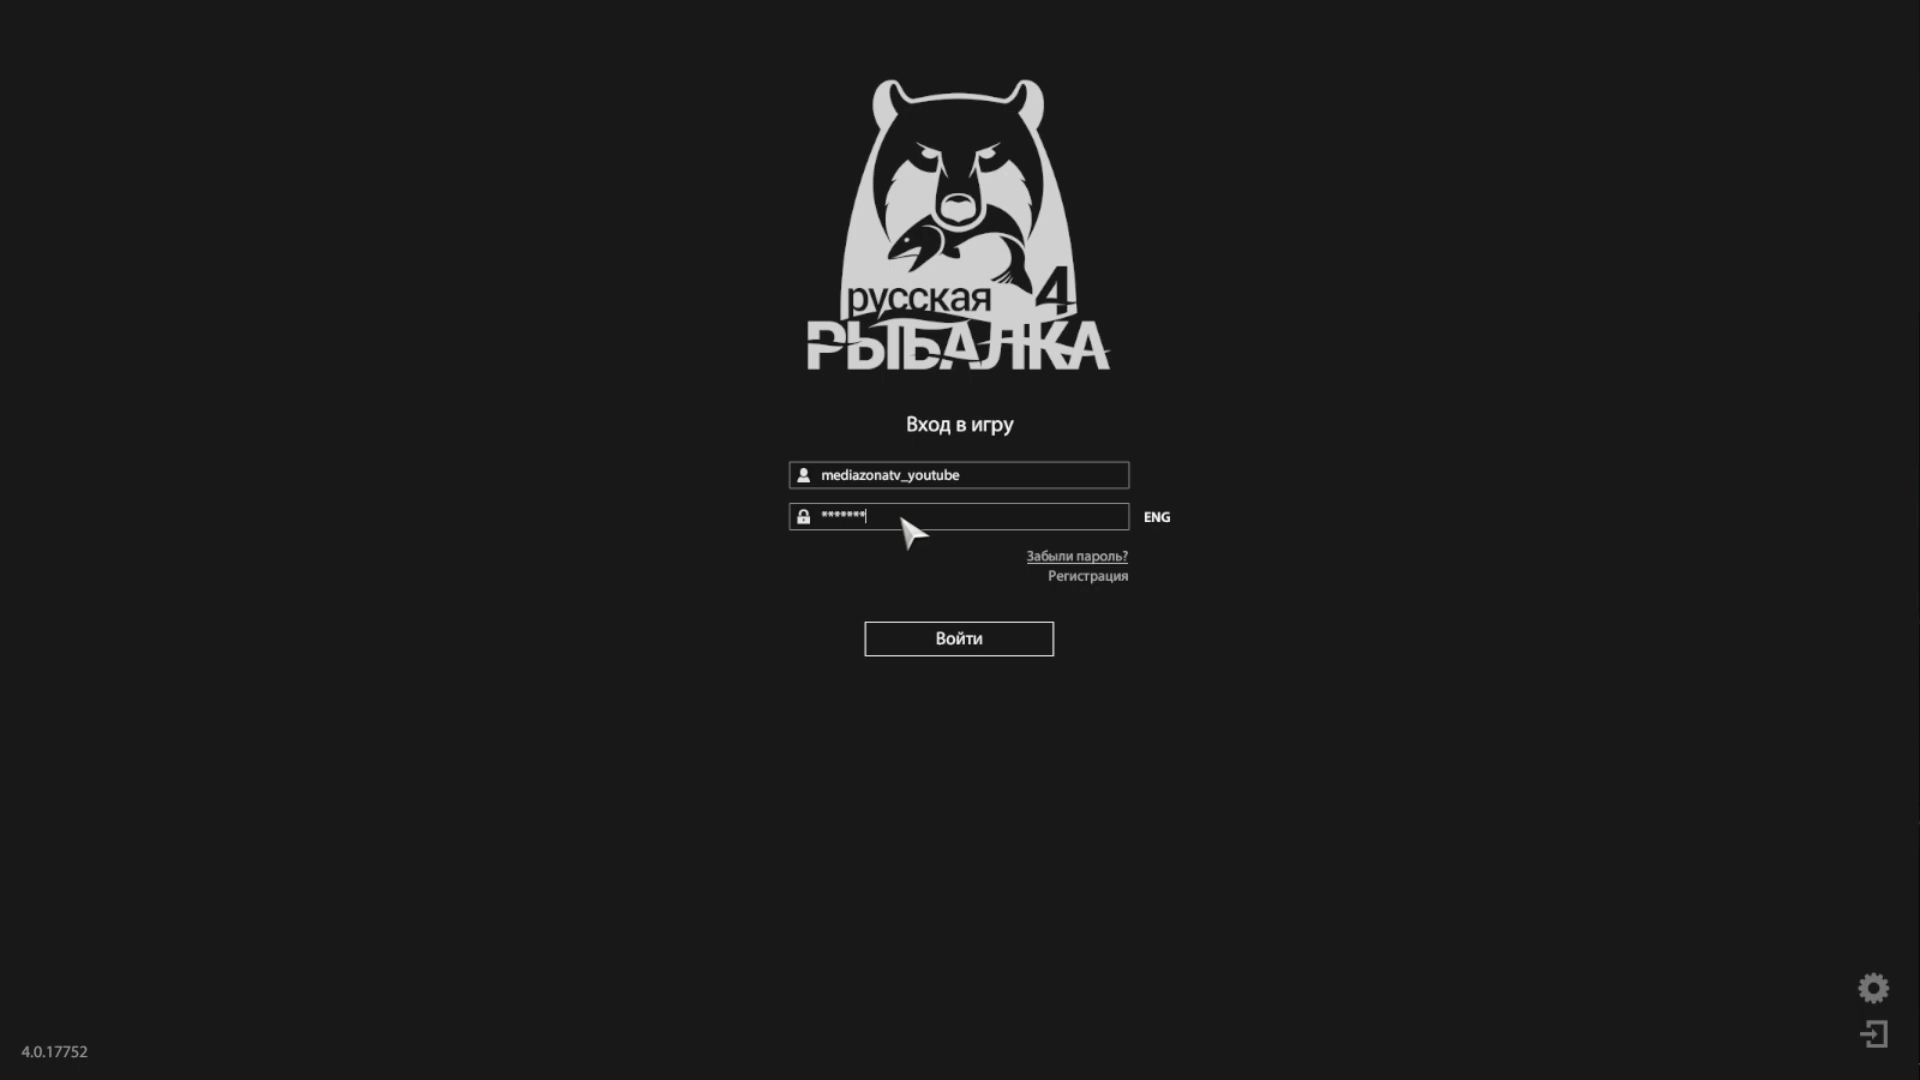 русская 4
РЫБАЛКА
Вход в игру
mediazonatv_youtube
*******
ENG
Забыли пароль?
Регистрация
Войти
4.0.17752